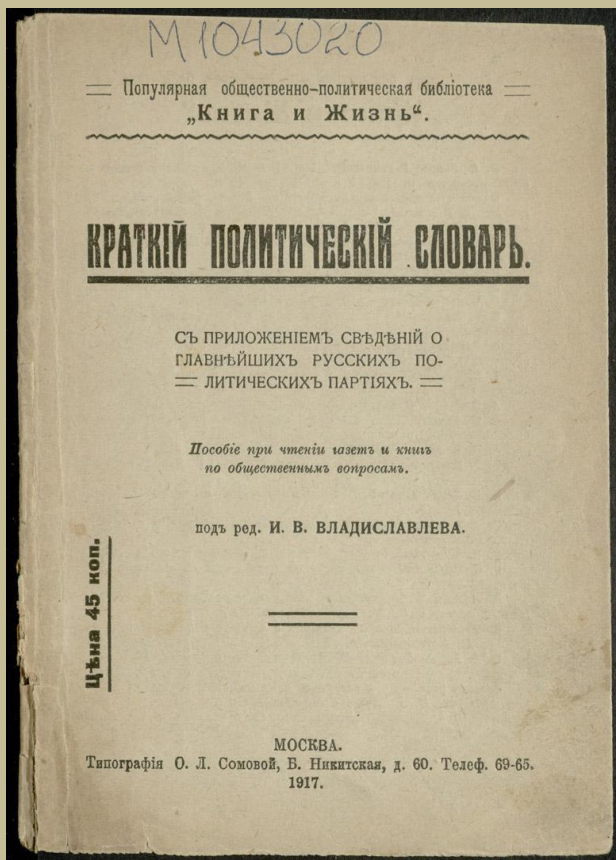 М1043020
Популярная общественно-политическая библіотека
„Книга и Жизнь“.
КРАТКІЙ ПОЛИТИЧЕСКІЙ СЛОВАРЬ.
СЪ ПРИЛОЖЕНІЕМЪ СВѢДѢНІЙ О
ГЛАВНѢЙШИХЪ РУССКИХЪ ПО-
ЛИТИЧЕСКИХЪ ПАРТІЯХЪ.
Пособіе при чтеніи газетъ и книгъ
по общественнымъ вопросамъ.
подъ ред. И. В. ВЛАДИСЛАВЛЕВА.
Цѣна 45 коп.
МОСКВА.
Типографія О. Л. Сомовой, Б. Никитская, д. 60. Телеф. 69-65.
1917.